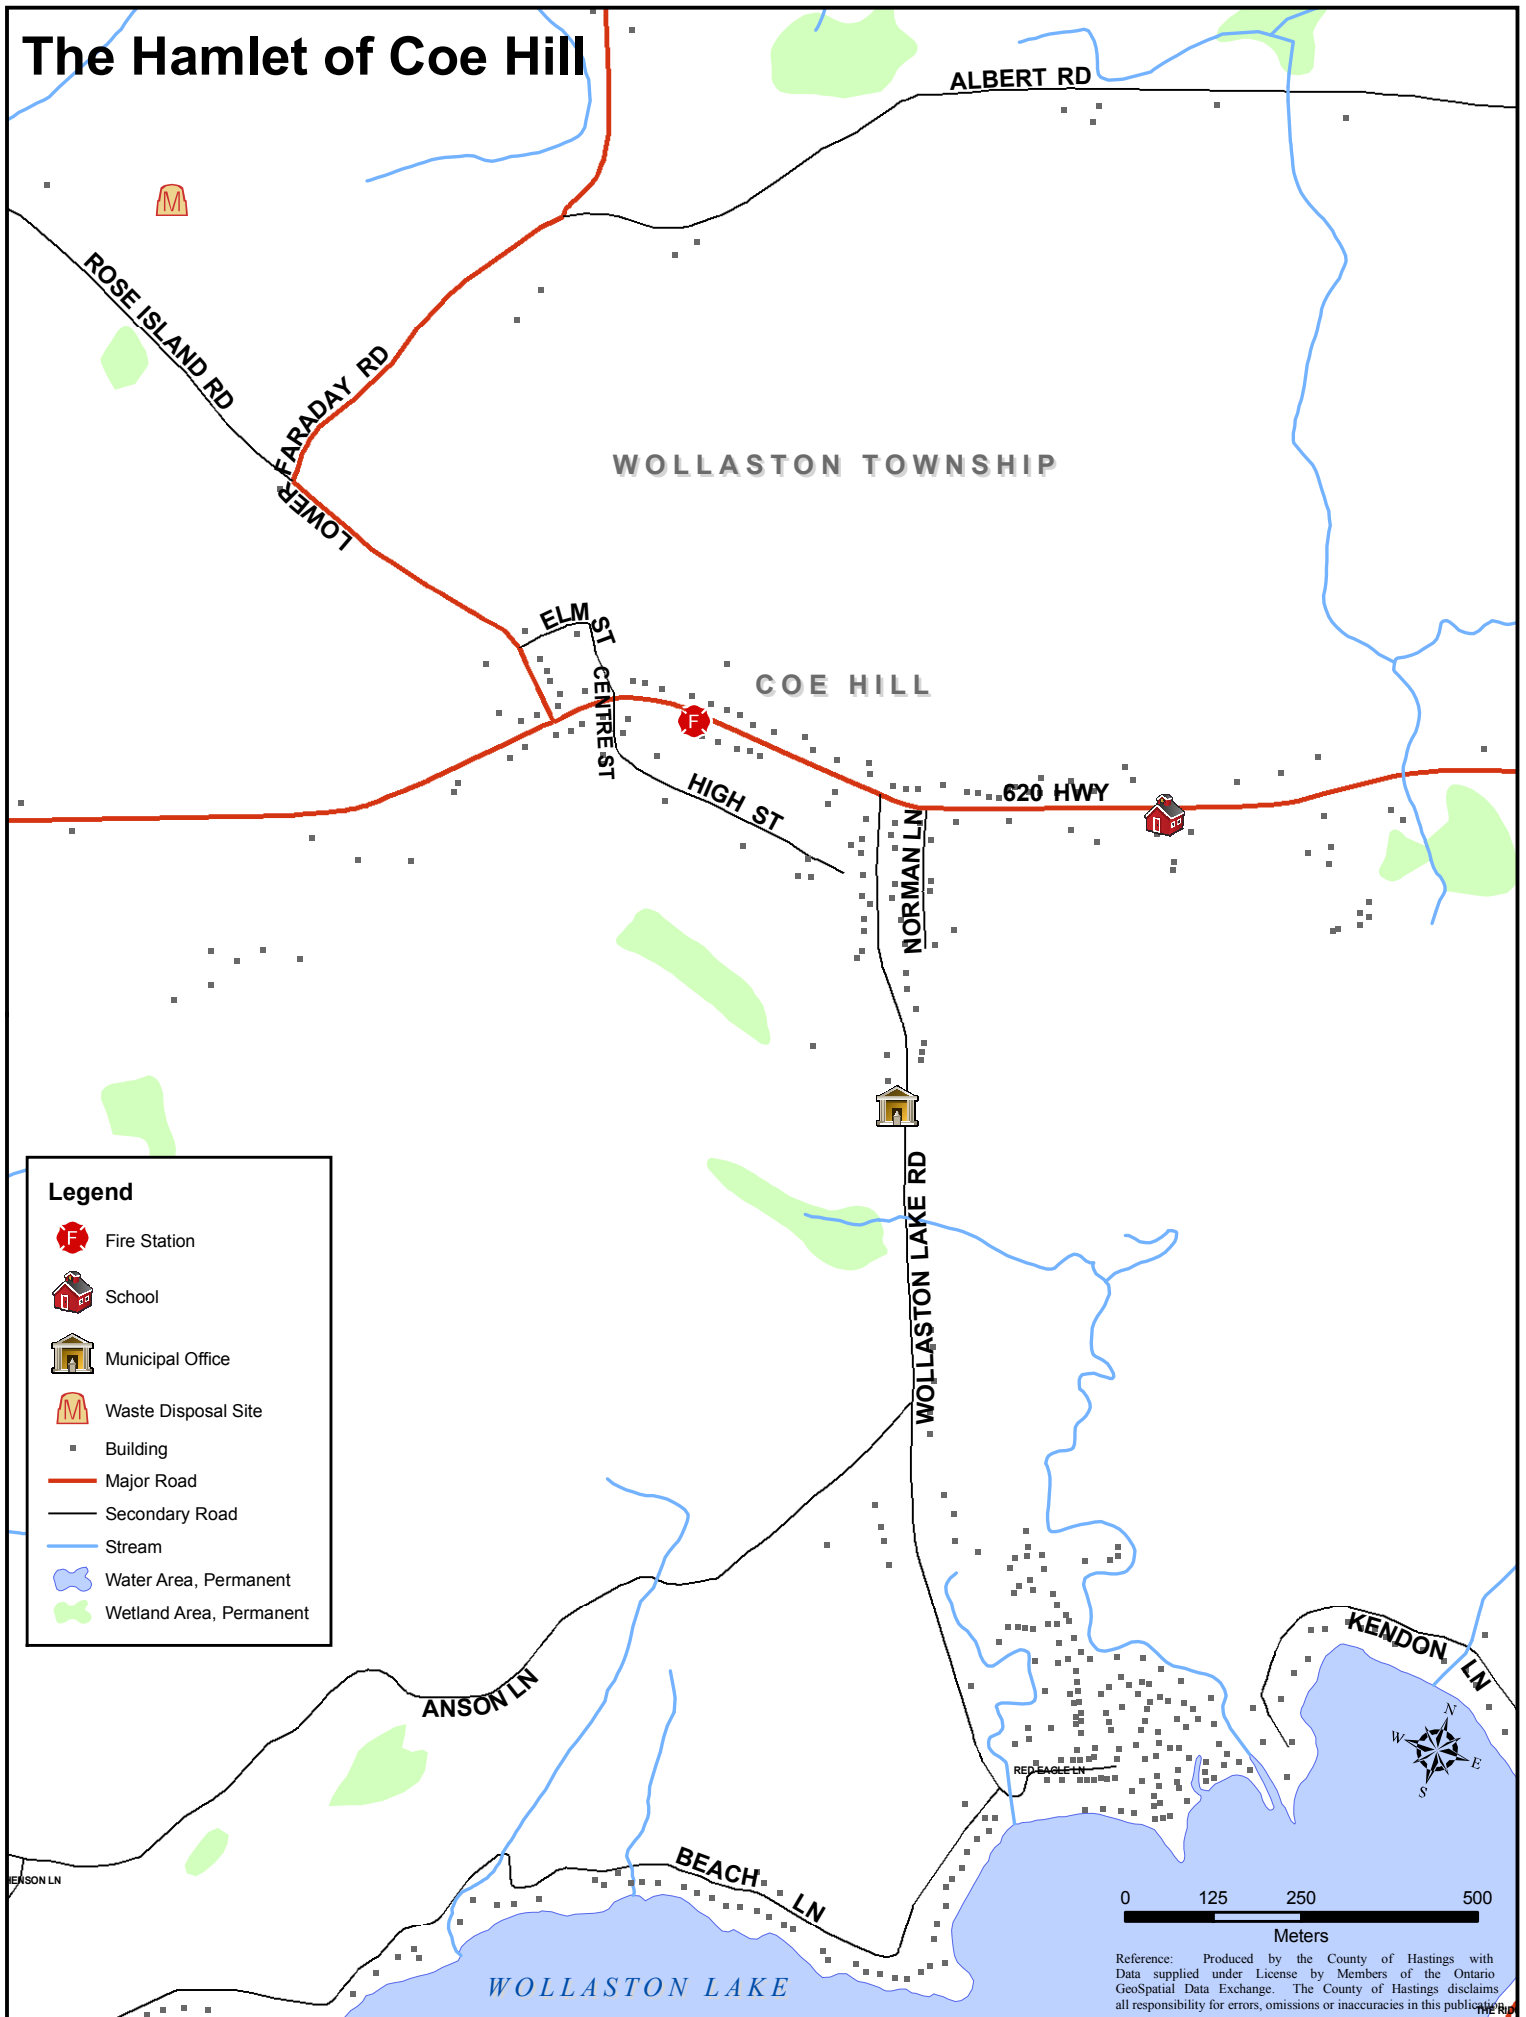 The Hamlet of Coe Hill
ALBERT RD
ROSE ISLAND RD
FARADAY RD
LOWER
WOLLASTON TOWNSHIP
ELM ST
CENTRE ST
COE HILL
F
HIGH ST
620 HWY
NORMAN LN
WOLLASTON LAKE RD
Legend
F Fire Station
School
Municipal Office
M Waste Disposal Site
Building
Major Road
Secondary Road
Stream
Water Area, Permanent
Wetland Area, Permanent
M
KENDON LN
ANSON LN
N
W
E
S
RED EAGLE LN
BEACH LN
HENSON LN
WOLLASTON LAKE
0 125 250 500
Meters
Reference: Produced by the County of Hastings with
Data supplied under License by Members of the Ontario
GeoSpatial Data Exchange. The County of Hastings disclaims
all responsibility for errors, omissions or inaccuracies in this publication.
THE RID